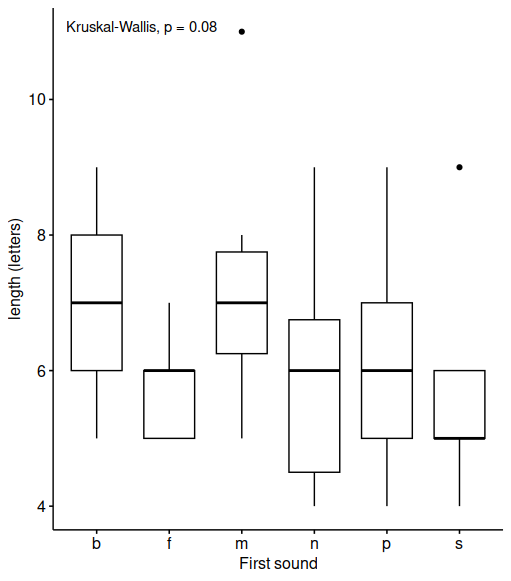 Kruskal-Wallis, p = 0.08
10
8
6
4
length (letters)
b f m n p s
First sound